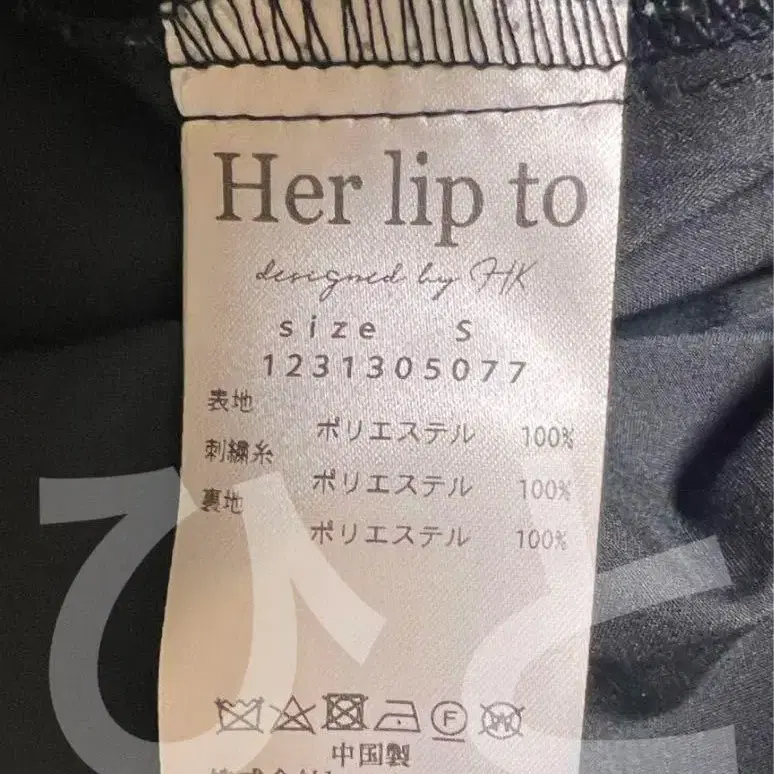 Her lip to
designed by HK
size S
1231305077
表地
ポリエステル 100%
刺繍糸
ポリエステル 100%
裏地
ポリエステル 100%
F W
中国製
ひと